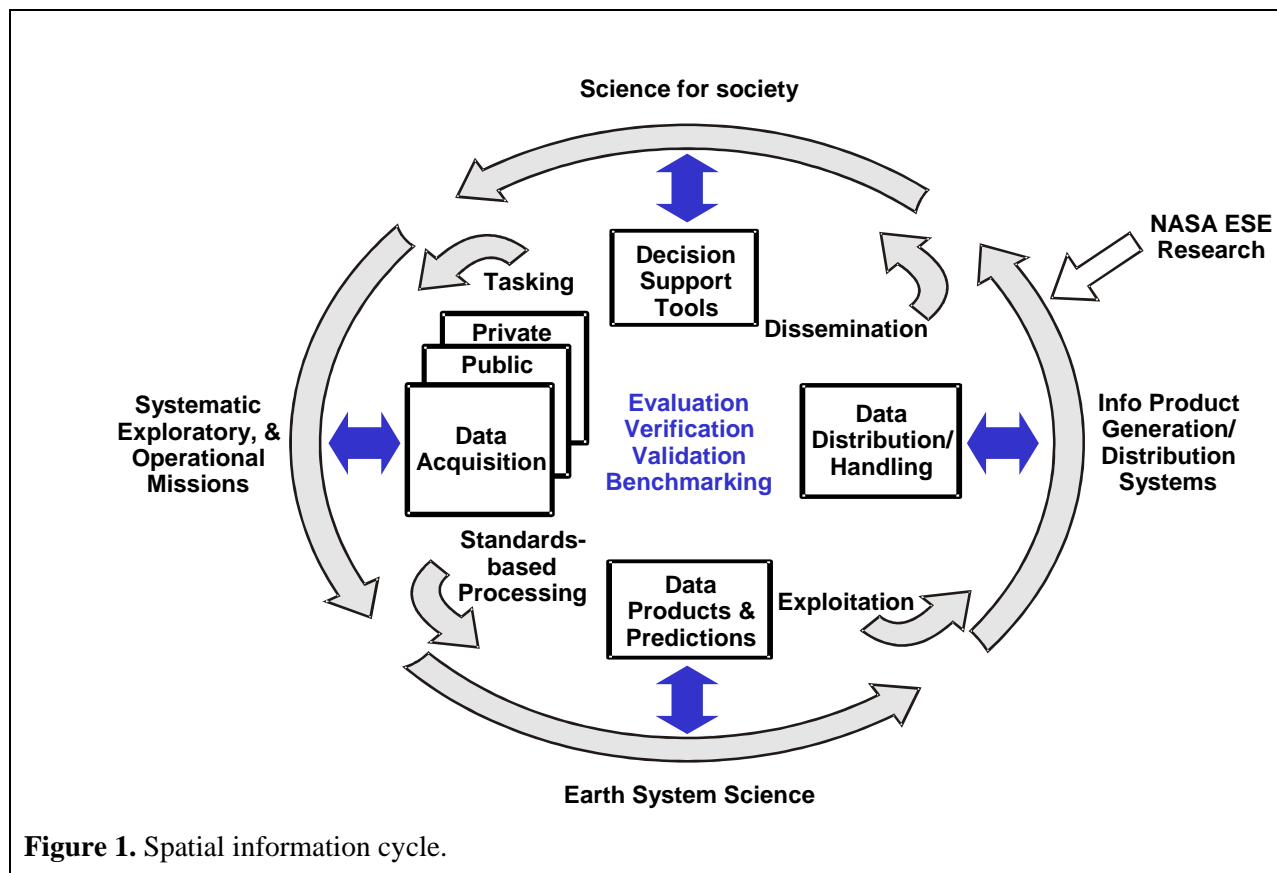 Science for society
NASA ESE
Research
Tasking
Decision
Support
Tools
Dissemination
Private
Public
Data
Acquisition
Systematic
Exploratory, &
Operational
Missions
Evaluation
Verification
Validation
Benchmarking
Data
Distribution/
Handling
Info Product
Generation/
Distribution
Systems
Standards-
based
Processing
Data
Products &
Predictions
Exploitation
Earth System Science
Figure 1. Spatial information cycle.